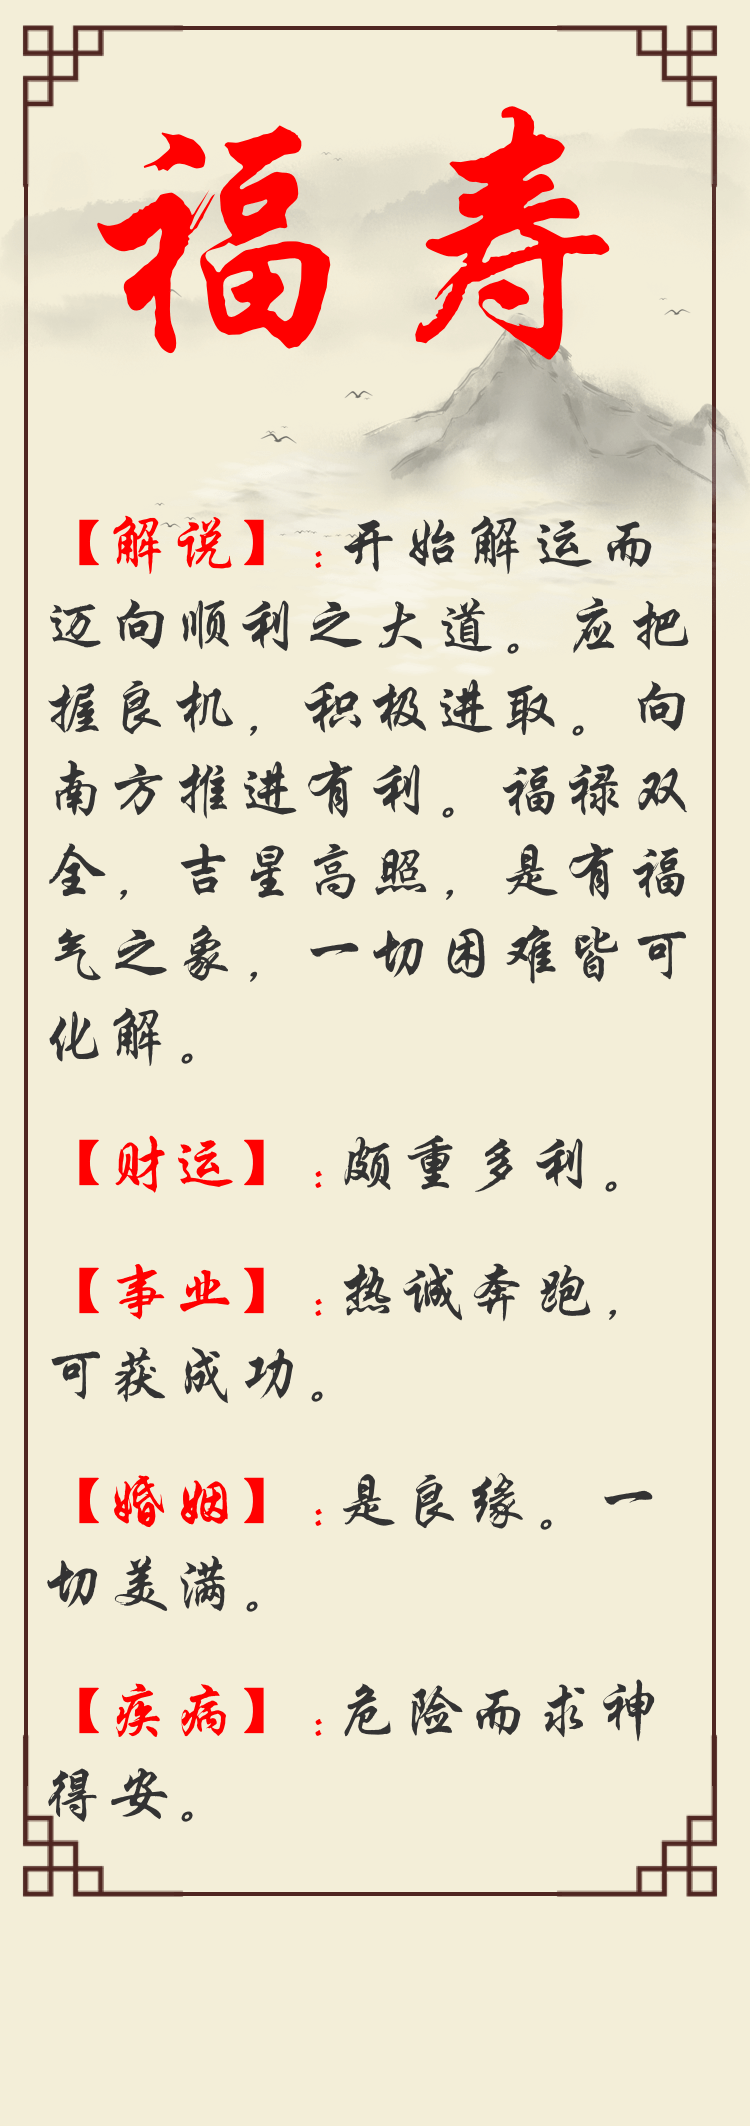 福寿
【解说】:开始解运而
迈向顺利之大道。应把
握良机，积极进取。向
南方推进有利。福禄双
全，吉星高照，是有福
气之象，一切困难皆可
化解。
【财运】:颇重多利。
【事业】:热诚奔跑，
可获成功。
【婚姻】:是良缘。一
切美满。
【疾病】:危险而求神
得安。